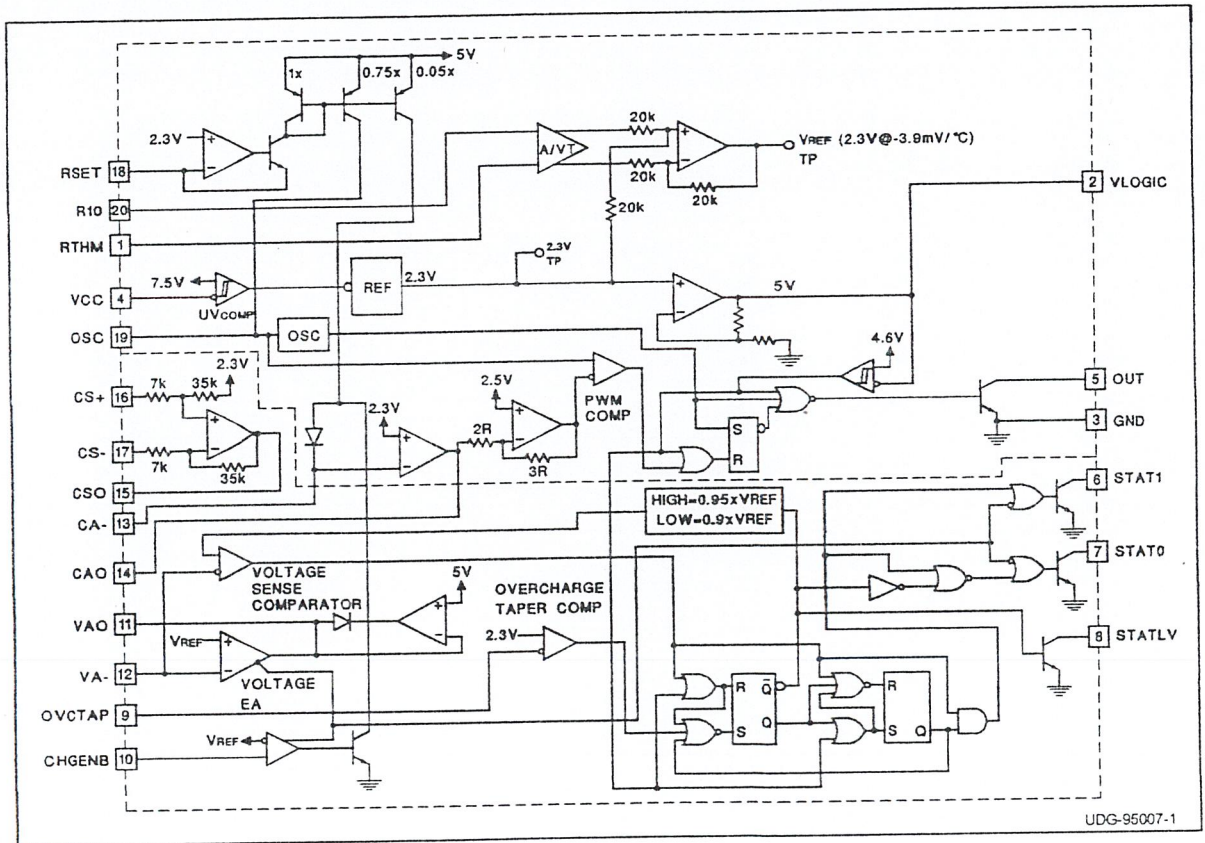 1x
0.75x
0.05x
5V
2.3V
RSET 18
R10 20
RTHM 1
A/VT
20k
20k
20k
20k
VREF (2.3V@-3.9mV/°C)
TP
2 VLOGIC
7.5V
VCC 4
UVCOMP
REF
2.3V
2.3V
TP
5V
OSC 19
OSC
4.6V
CS+ 16
7k
35k
2.3V
CS- 17
7k
35k
CSO 15
CA- 13
CAO 14
2.3V
2.5V
2R
3R
PWM
COMP
S
R
5 OUT
3 GND
HIGH=0.95xVREF
LOW=0.9xVREF
6 STAT1
7 STAT0
8 STATLV
VOLTAGE
SENSE
COMPARATOR
5V
OVERCHARGE
TAPER COMP
2.3V
VAO 11
VREF
VA- 12
VOLTAGE
EA
OVCTAP 9
VREF
CHGENB 10
R
Q
Q
S
R
S
Q
UDG-95007-1